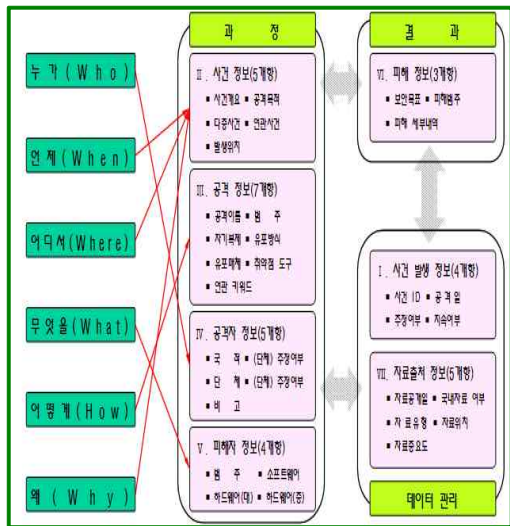 누 가 (Who)
언 제 (When)
어디서 (Where)
무엇을 (What)
어떻게 (How)
왜 (Why)
과 정
Ⅱ. 사건 정보(5개항)
▪ 사건개요 ▪ 공격목적
▪ 다중사건 ▪ 연관사건
▪ 발생위치
Ⅲ. 공격 정보(7개항)
▪ 공격이름 ▪ 범 주
▪ 자기복제 ▪ 유포방식
▪ 유포매체 ▪ 취약점 도구
▪ 연관 키워드
Ⅳ. 공격자 정보(5개항)
▪ 국 적 ▪ (단체) 주장여부
▪ 단 체 ▪ (단체) 주장여부
▪ 비 고
Ⅴ. 피해자 정보(4개항)
▪ 범 주 ▪ 소프트웨어
▪ 하드웨어(대) ▪ 하드웨어(중)
결 과
Ⅵ. 피해 정보(3개항)
▪ 보안목표 ▪ 피해범주
▪ 피해 세부내역
Ⅰ. 사건 발생 정보(4개항)
▪ 사건 ID ▪ 공 격 일
▪ 추정여부 ▪ 지속여부
Ⅶ. 자료출처 정보(5개항)
▪ 자료공개일 ▪ 국내자료 여부
▪ 자 료 유 형 ▪ 자료위치
▪ 자료중요도
데이터 관리